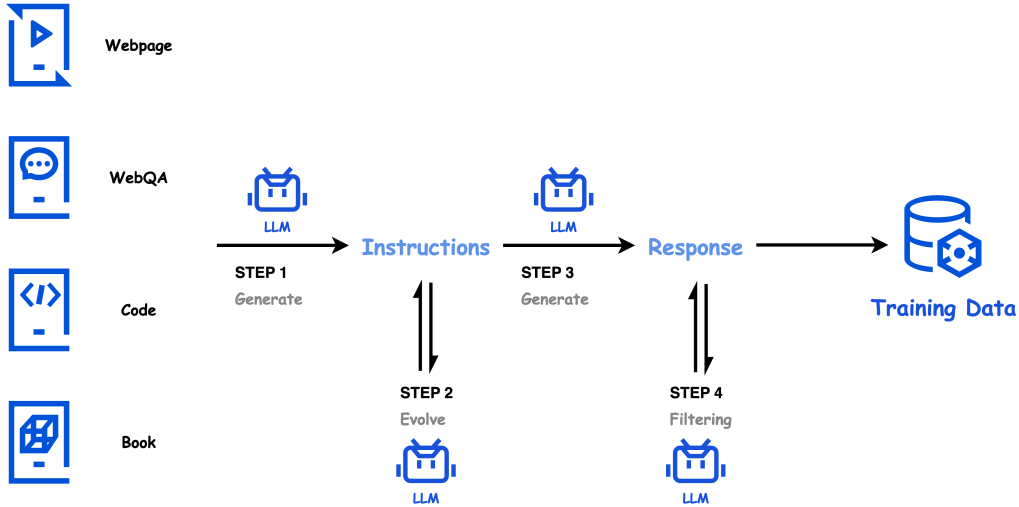 Webpage
WebQA
Code
Book
LLM
STEP 1
Generate
Instructions
STEP 2
Evolve
LLM
LLM
STEP 3
Generate
Response
STEP 4
Filtering
LLM
Training Data